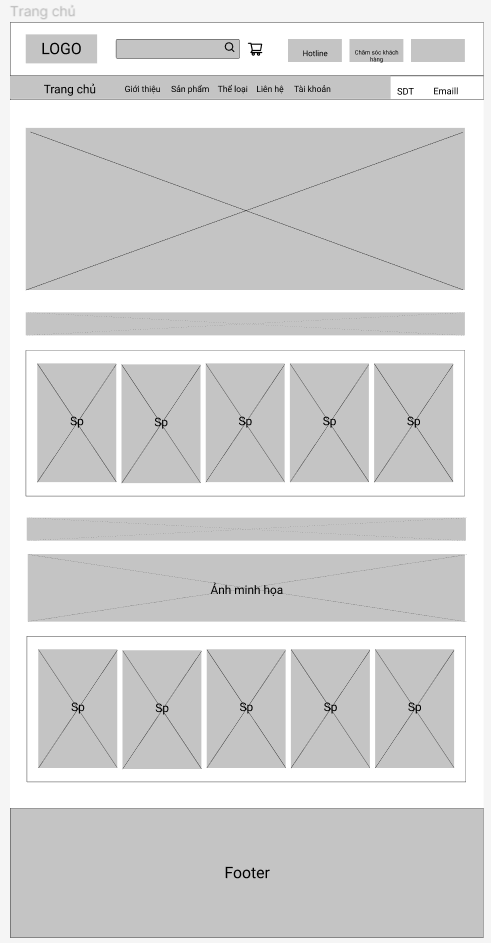 Trang chủ
LOGO
Hotline
Chăm sóc khách
hàng
Trang chủ
Giới thiệu
Sản phẩm
Thể loại
Liên hệ
Tài khoản
SDT
Emaill
Sp
Sp
Sp
Sp
Sp
Ảnh minh họa
Sp
Sp
Sp
Sp
Sp
Footer